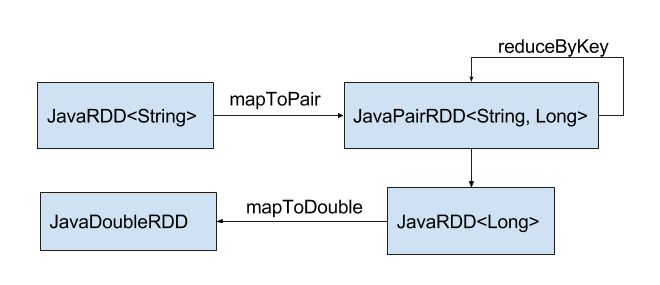 reduceByKey
mapToPair
JavaRDD<String>
JavaPairRDD<String, Long>
mapToDouble
JavaDoubleRDD
JavaRDD<Long>